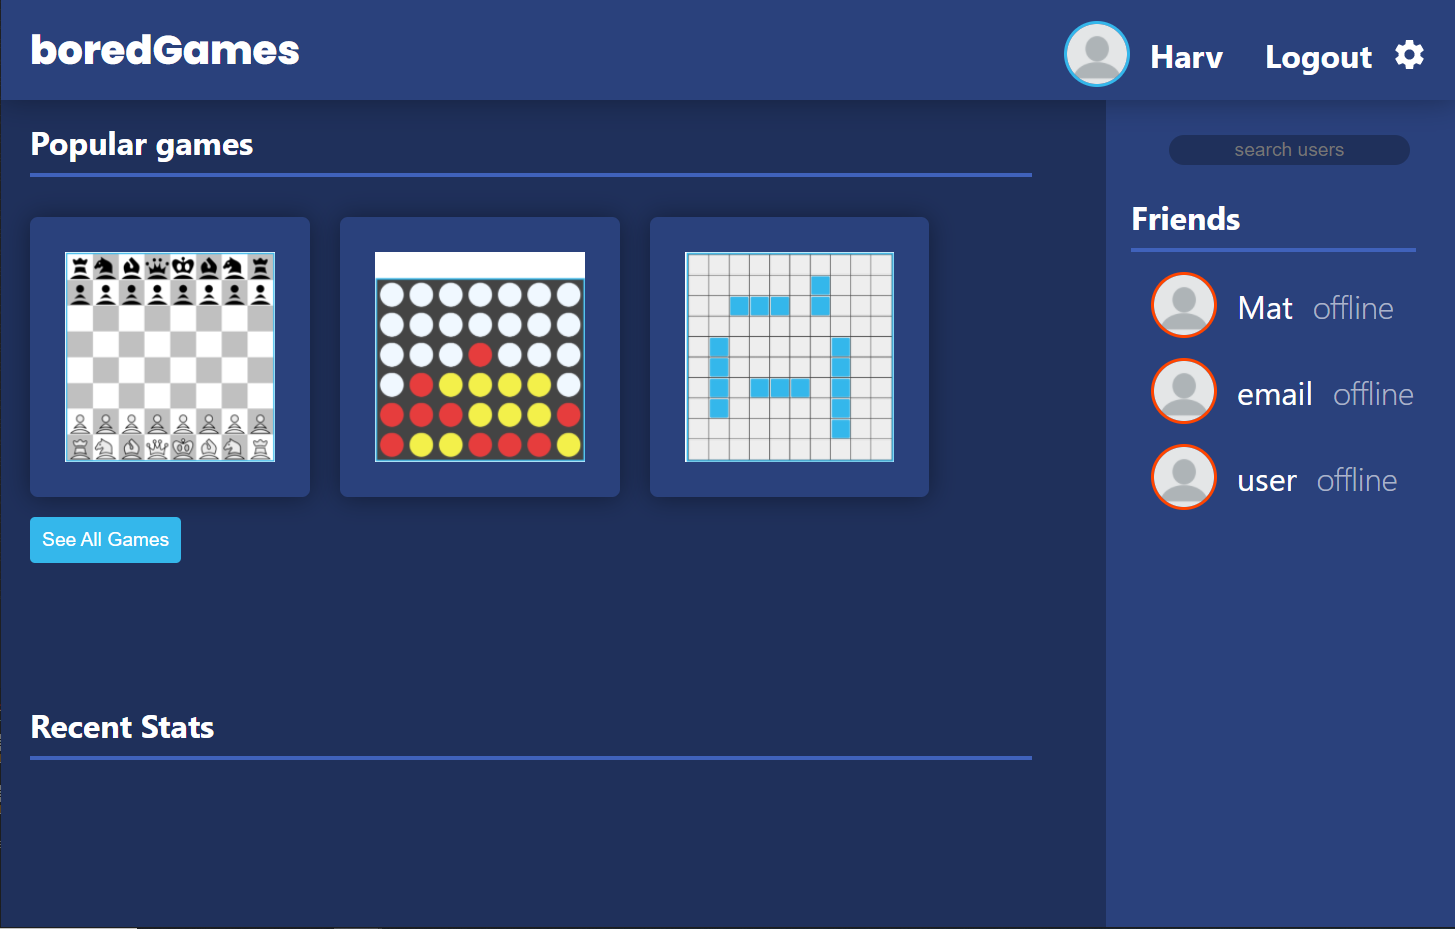 boredGames
Harv
Logout
Popular games
See All Games
Recent Stats
search users
Friends
Mat offline
email offline
user offline